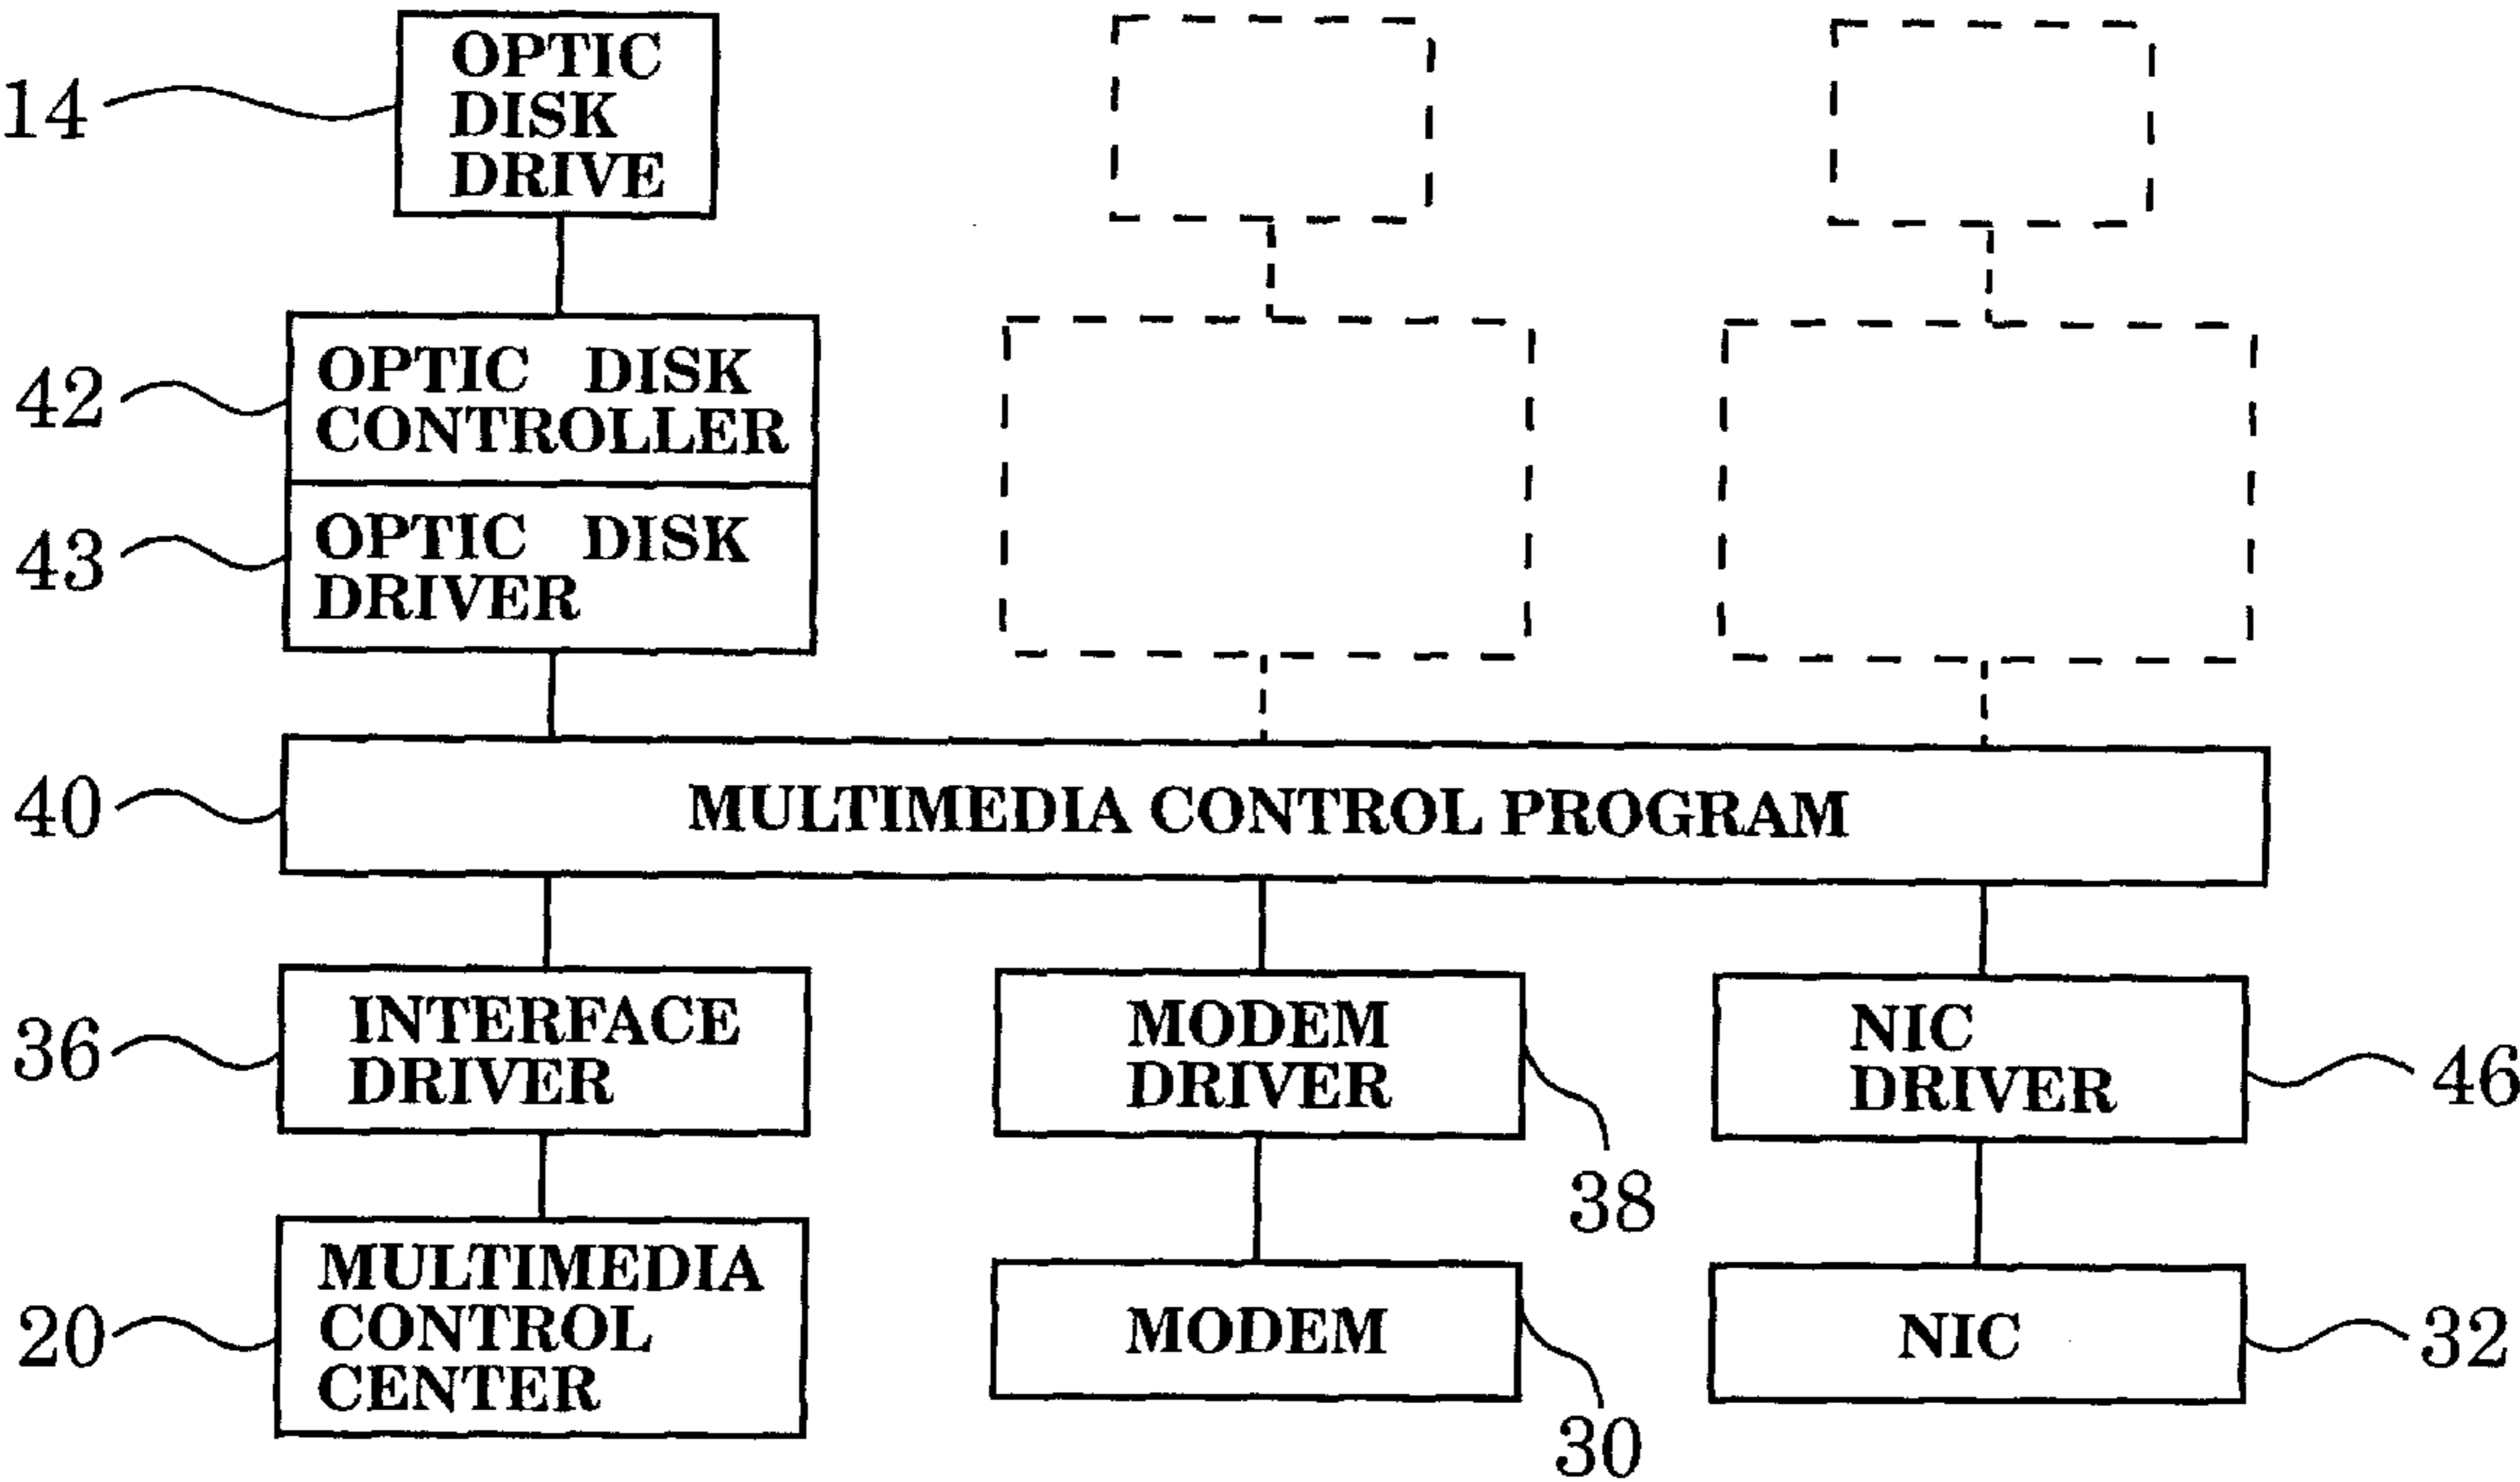 14
OPTIC
DISK
DRIVE
42
OPTIC DISK
CONTROLLER
43
OPTIC DISK
DRIVER
40
MULTIMEDIA CONTROL PROGRAM
36
INTERFACE
DRIVER
MODEM
DRIVER
38
NIC
DRIVER
46
20
MULTIMEDIA
CONTROL
CENTER
MODEM
30
NIC
32